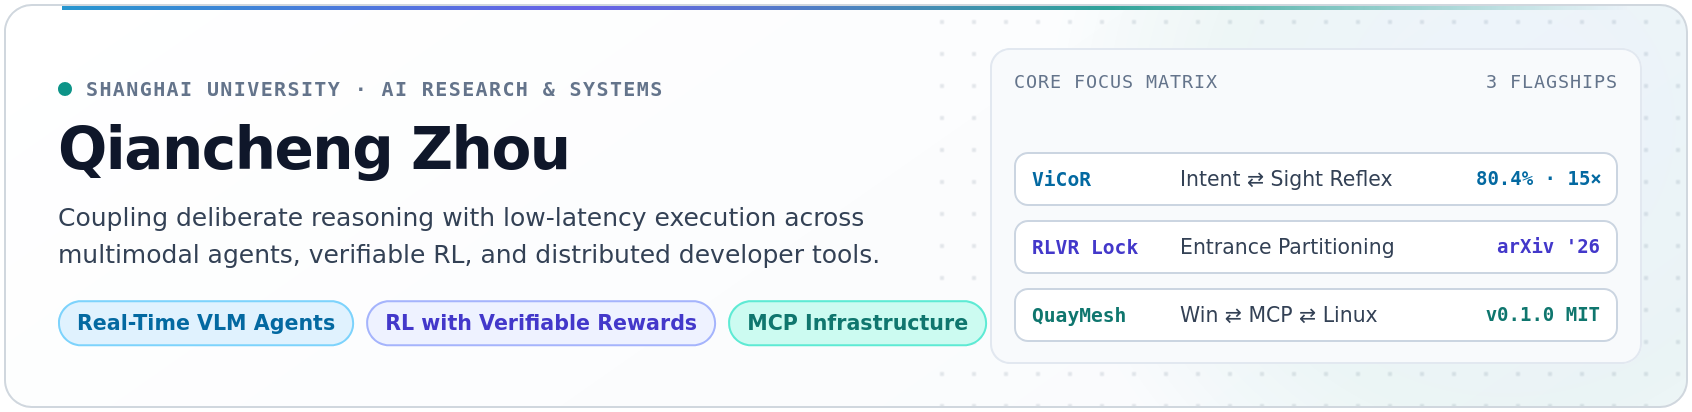 SHANGHAI UNIVERSITY · AI RESEARCH & SYSTEMS
Qiancheng Zhou
Coupling deliberate reasoning with low-latency execution across
multimodal agents, verifiable RL, and distributed developer tools.
Real-Time VLM Agents
RL with Verifiable Rewards
MCP Infrastructure
CORE FOCUS MATRIX
3 FLAGSHIPS
ViCoR Intent ⇄ Sight Reflex 80.4% · 15×
RLVR Lock Entrance Partitioning arXiv '26
QuayMesh Win ⇄ MCP ⇄ Linux v0.1.0 MIT